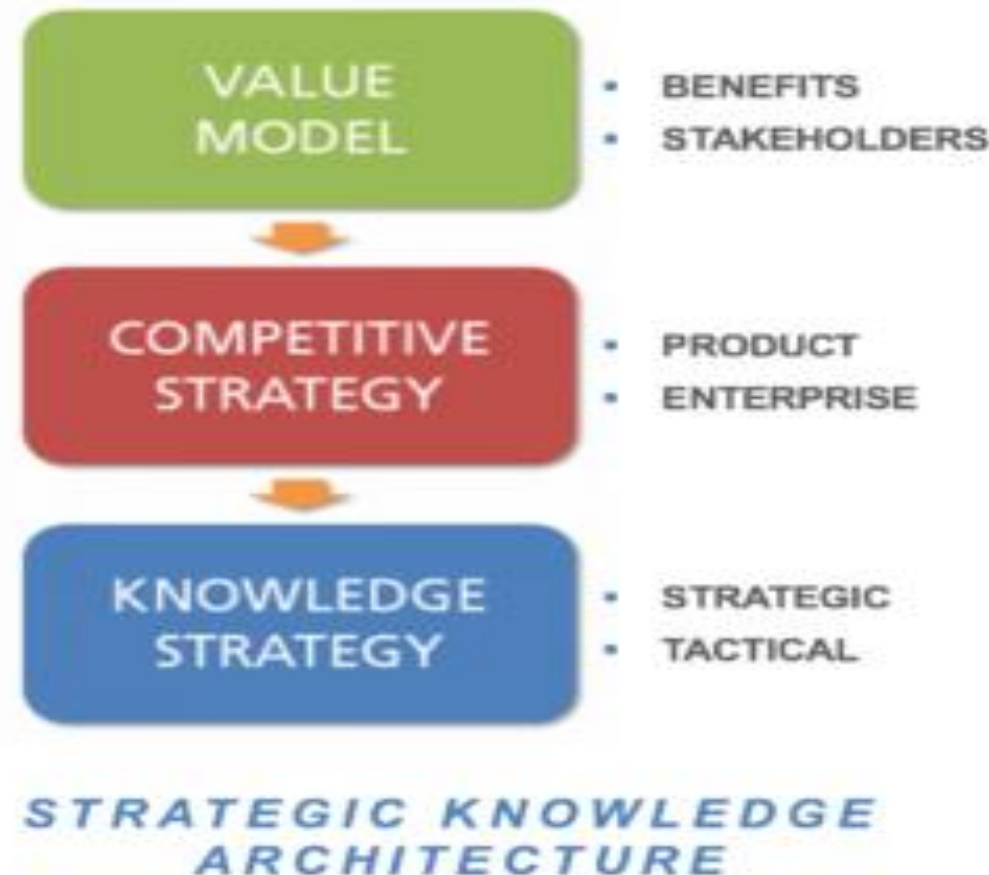 VALUE
MODEL
• BENEFITS
• STAKEHOLDERS
COMPETITIVE
STRATEGY
• PRODUCT
• ENTERPRISE
KNOWLEDGE
STRATEGY
• STRATEGIC
• TACTICAL
STRATEGIC KNOWLEDGE
ARCHITECTURE